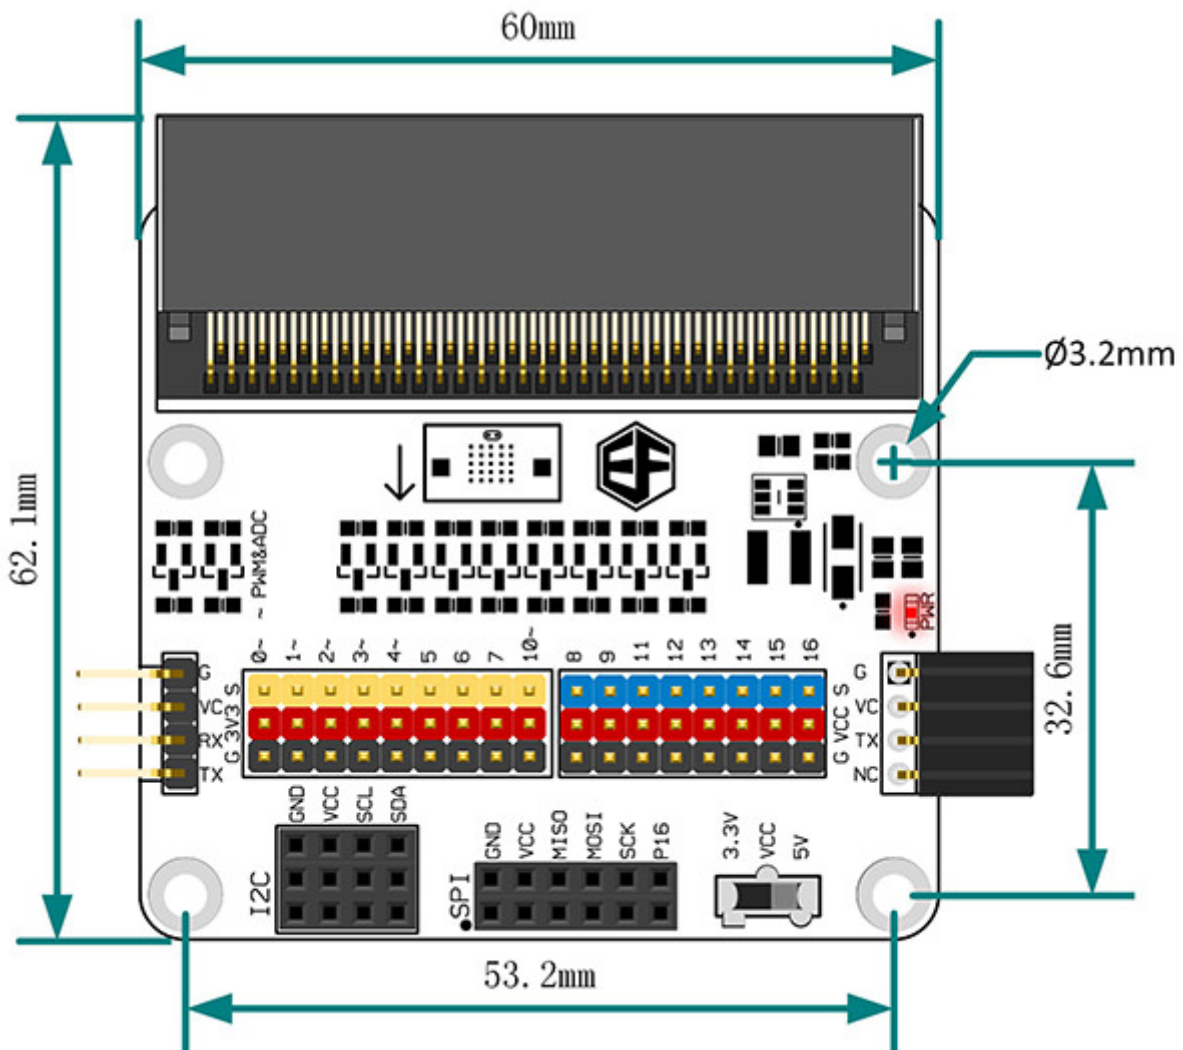 60mm
Ø3.2mm
62.1mm
EF
~ PWM&ADC
PWR
32.6mm
0~ 1~ 2~ 3~ 4~ 5 6 7 10~
8 9 11 12 13 14 15 16
G
VC
RX
TX
S
3V3
G
S
VCC
G
G
VC
TX
NC
GND VCC SCL SDA
I2C
GND VCC MISO MOSI SCK P16
SPI
3.3V VCC 5V
53.2mm